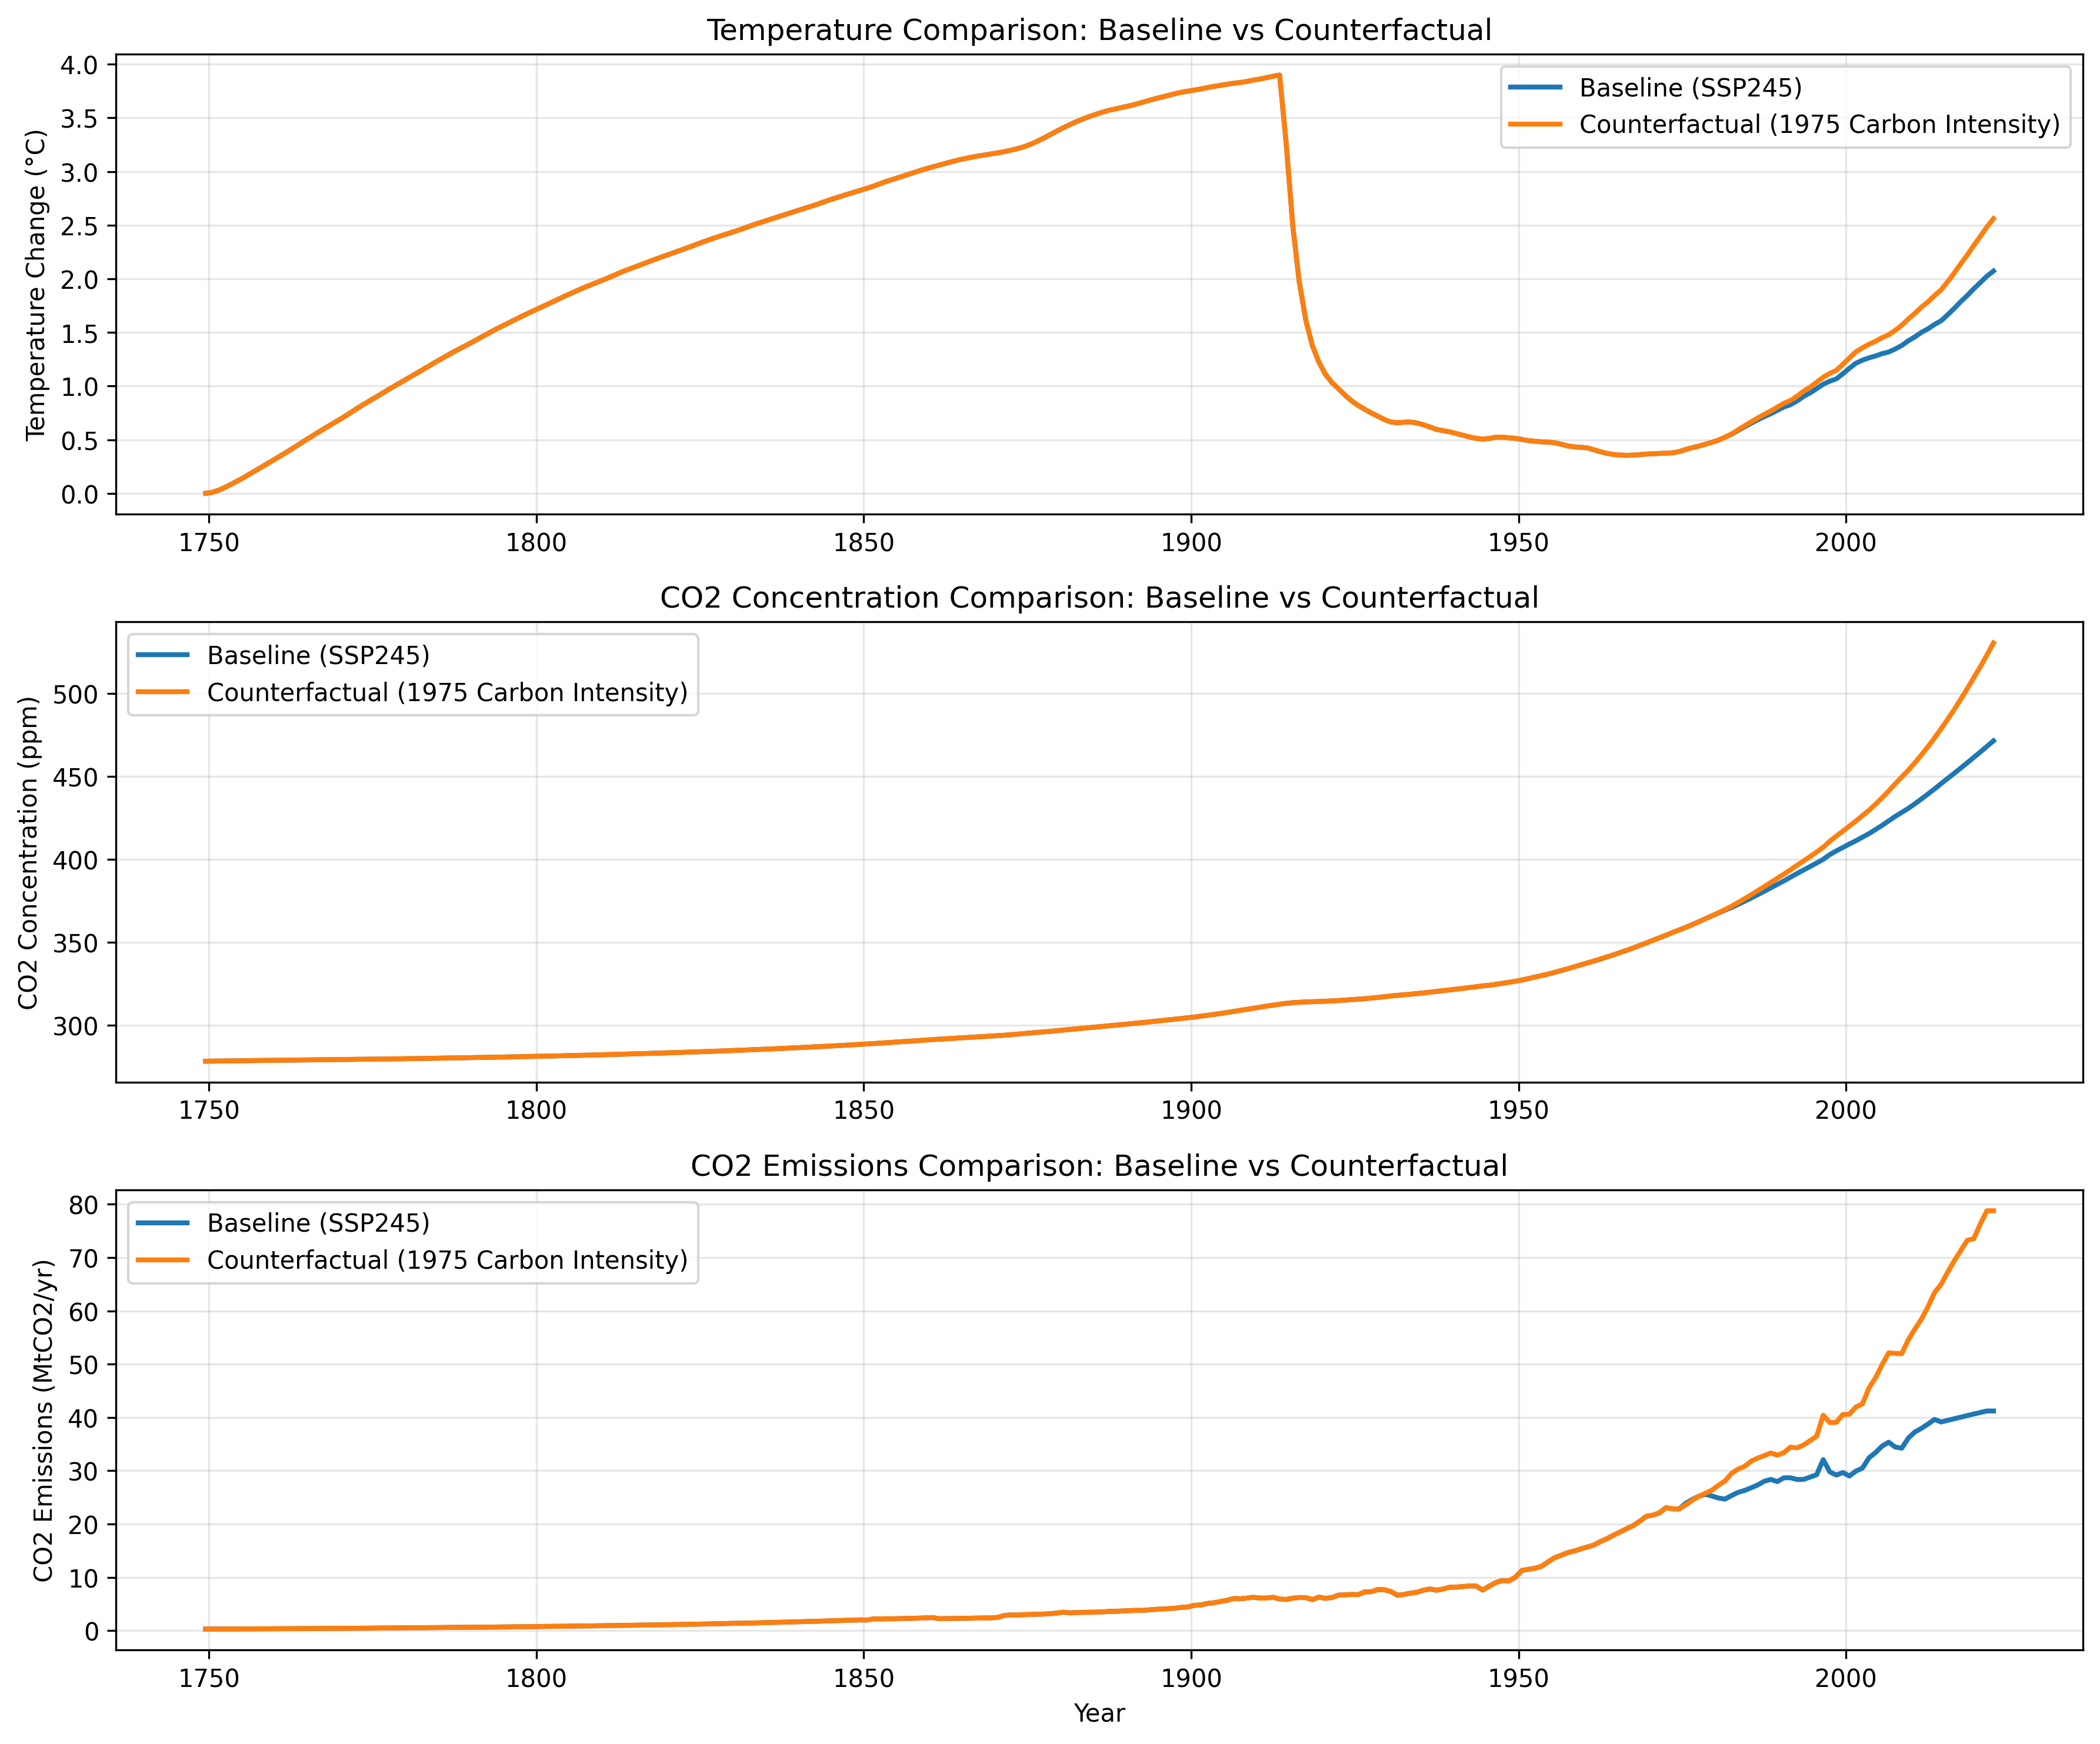 Temperature Comparison: Baseline vs Counterfactual
Temperature Change (°C)
4.0
3.5
3.0
2.5
2.0
1.5
1.0
0.5
0.0
Baseline (SSP245)
Counterfactual (1975 Carbon Intensity)
1750 1800 1850 1900 1950 2000
CO2 Concentration Comparison: Baseline vs Counterfactual
CO2 Concentration (ppm)
500
450
400
350
300
Baseline (SSP245)
Counterfactual (1975 Carbon Intensity)
1750 1800 1850 1900 1950 2000
CO2 Emissions Comparison: Baseline vs Counterfactual
CO2 Emissions (MtCO2/yr)
80
70
60
50
40
30
20
10
0
Baseline (SSP245)
Counterfactual (1975 Carbon Intensity)
1750 1800 1850 1900 1950 2000
Year